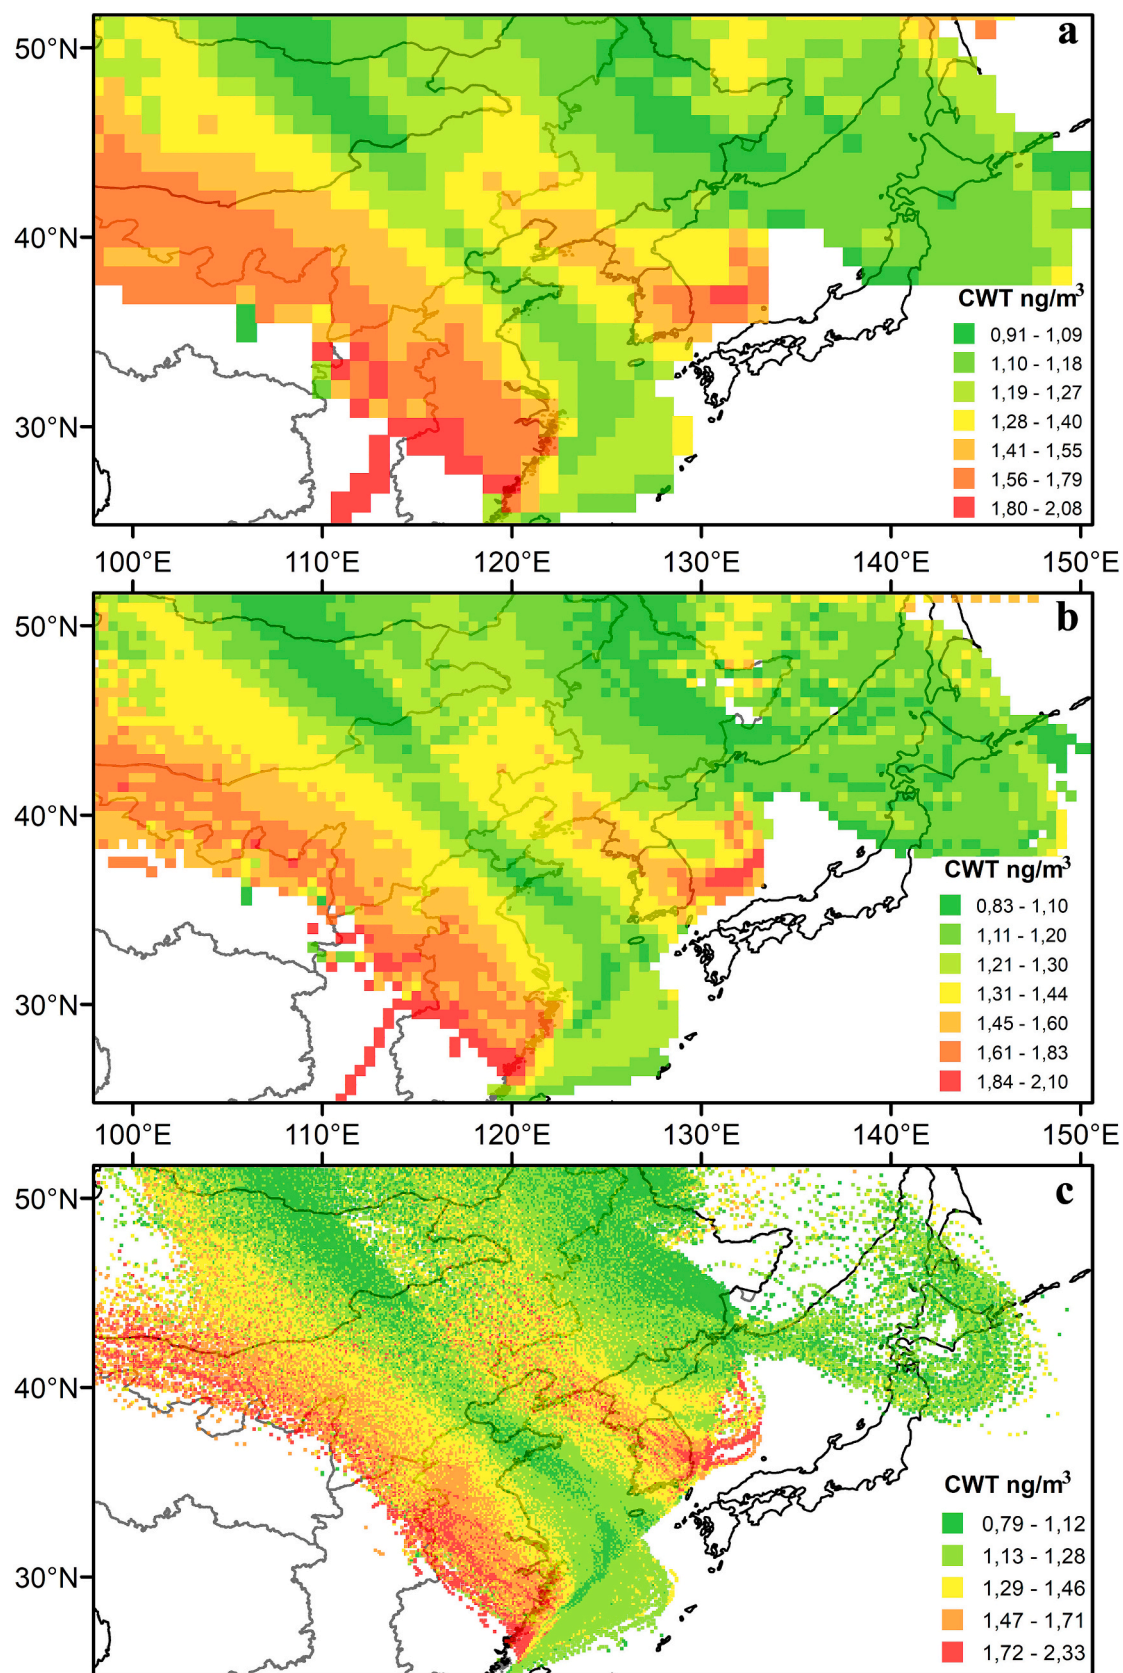 a
50°N
40°N
30°N
CWT ng/m³
0,91 - 1,09
1,10 - 1,18
1,19 - 1,27
1,28 - 1,40
1,41 - 1,55
1,56 - 1,79
1,80 - 2,08
100°E 110°E 120°E 130°E 140°E 150°E
b
50°N
40°N
30°N
CWT ng/m³
0,83 - 1,10
1,11 - 1,20
1,21 - 1,30
1,31 - 1,44
1,45 - 1,60
1,61 - 1,83
1,84 - 2,10
100°E 110°E 120°E 130°E 140°E 150°E
c
50°N
40°N
30°N
CWT ng/m³
0,79 - 1,12
1,13 - 1,28
1,29 - 1,46
1,47 - 1,71
1,72 - 2,33